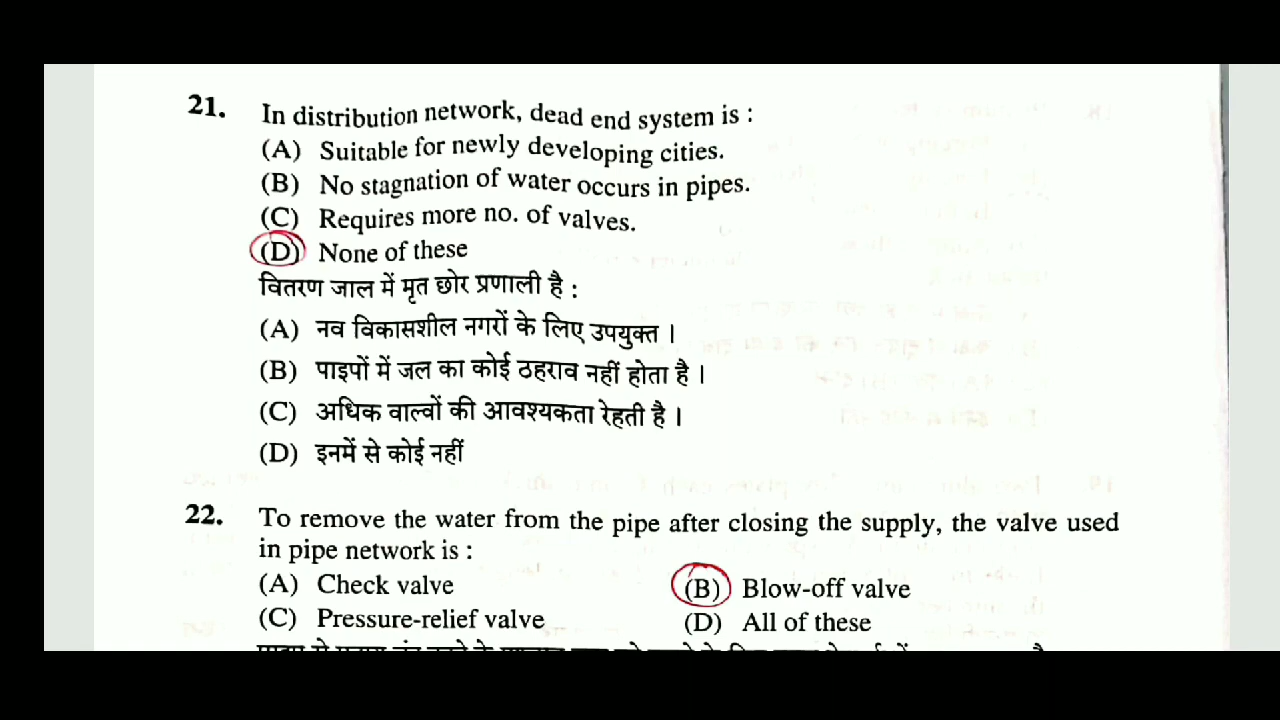 21. In distribution network, dead end system is :
(A) Suitable for newly developing cities.
(B) No stagnation of water occurs in pipes.
(C) Requires more no. of valves.
(D) None of these
वितरण जाल में मृत छोर प्रणाली है :
(A) नव विकासशील नगरों के लिए उपयुक्त ।
(B) पाइपों में जल का कोई ठहराव नहीं होता है ।
(C) अधिक वाल्वों की आवश्यकता रेहती है ।
(D) इनमें से कोई नहीं
22. To remove the water from the pipe after closing the supply, the valve used
in pipe network is :
(A) Check valve (B) Blow-off valve
(C) Pressure-relief valve (D) All of these